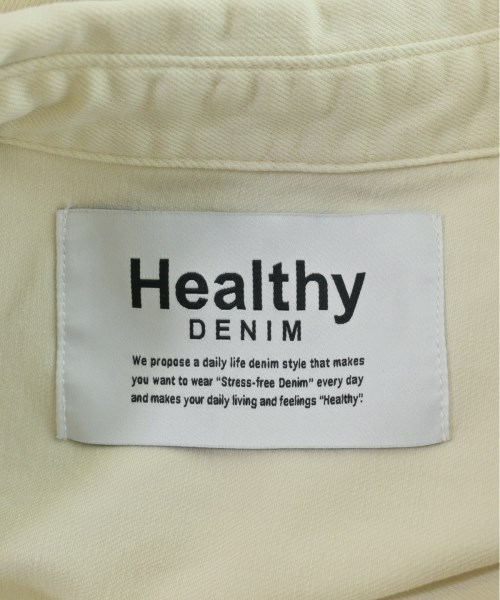 Healthy
DENIM
We propose a daily life denim style that makes
you want to wear "Stress-free Denim" every day
and makes your daily living and feelings "Healthy".